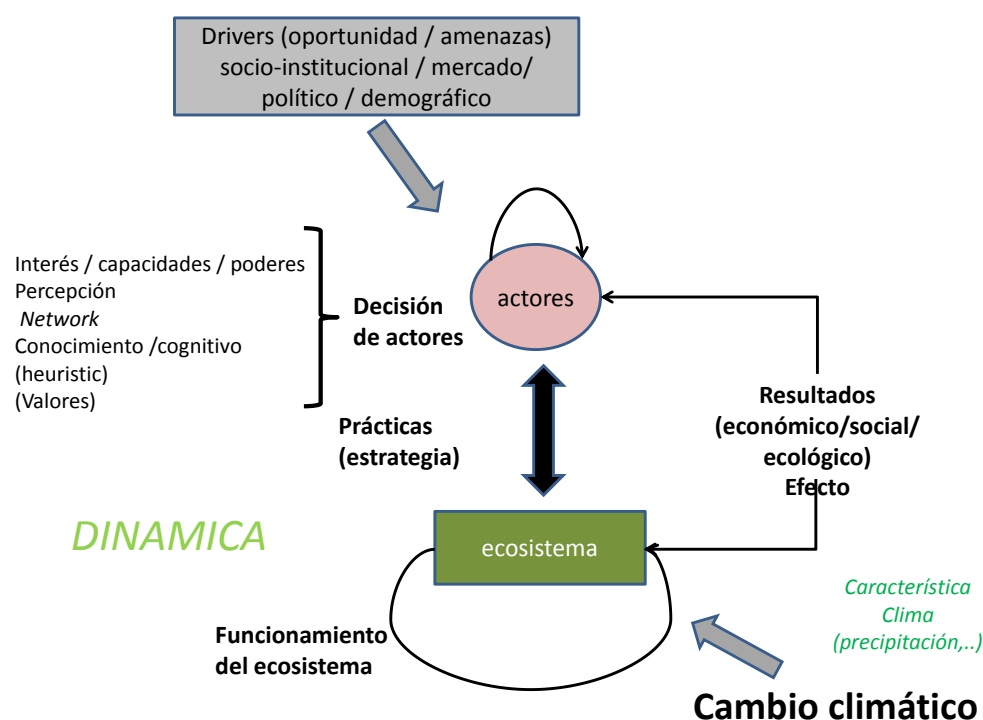 Drivers (oportunidad / amenazas)
socio-institucional / mercado/
político / demográfico
actores
Interés / capacidades / poderes
Percepción
Network
Conocimiento /cognitivo
(heuristic)
(Valores)
Decisión
de actores
Prácticas
(estrategia)
Resultados
(económico/social/
ecológico)
Efecto
DINAMICA
ecosistema
Funcionamiento
del ecosistema
Característica
Clima
(precipitación,..)
Cambio climático